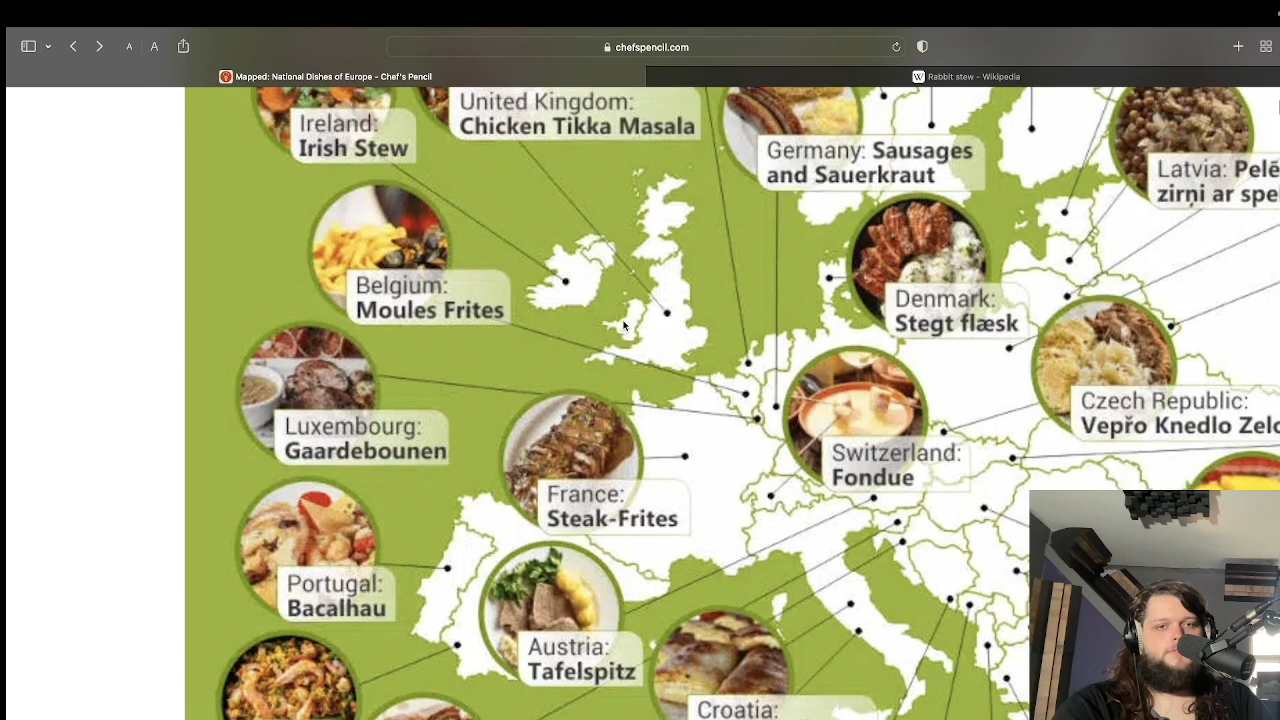 A
A
chefspencil.com
Mapped: National Dishes of Europe - Chef's Pencil
W
Rabbit stew - Wikipedia
United Kingdom:
Chicken Tikka Masala
Ireland:
Irish Stew
Germany: Sausages
and Sauerkraut
Latvia: Pelē
zirņi ar spe
Belgium:
Moules Frites
Denmark:
Stegt flæsk
Luxembourg:
Gaardebounen
Czech Republic:
Vepřo Knedlo Zelo
Switzerland:
Fondue
France:
Steak-Frites
Portugal:
Bacalhau
Austria:
Tafelspitz
Croatia: